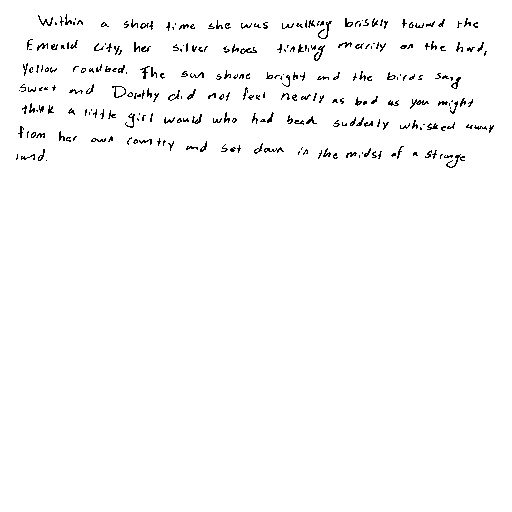 Within a short time she was walking briskly toward the
Emerald City, her silver shoes tinkling merrily on the hard,
yellow roadbed. The sun shone bright and the birds sang
sweet and Dorothy did not feel nearly as bad as you might
think a little girl would who had been suddenly whisked away
from her own country and set down in the midst of a strange
land.